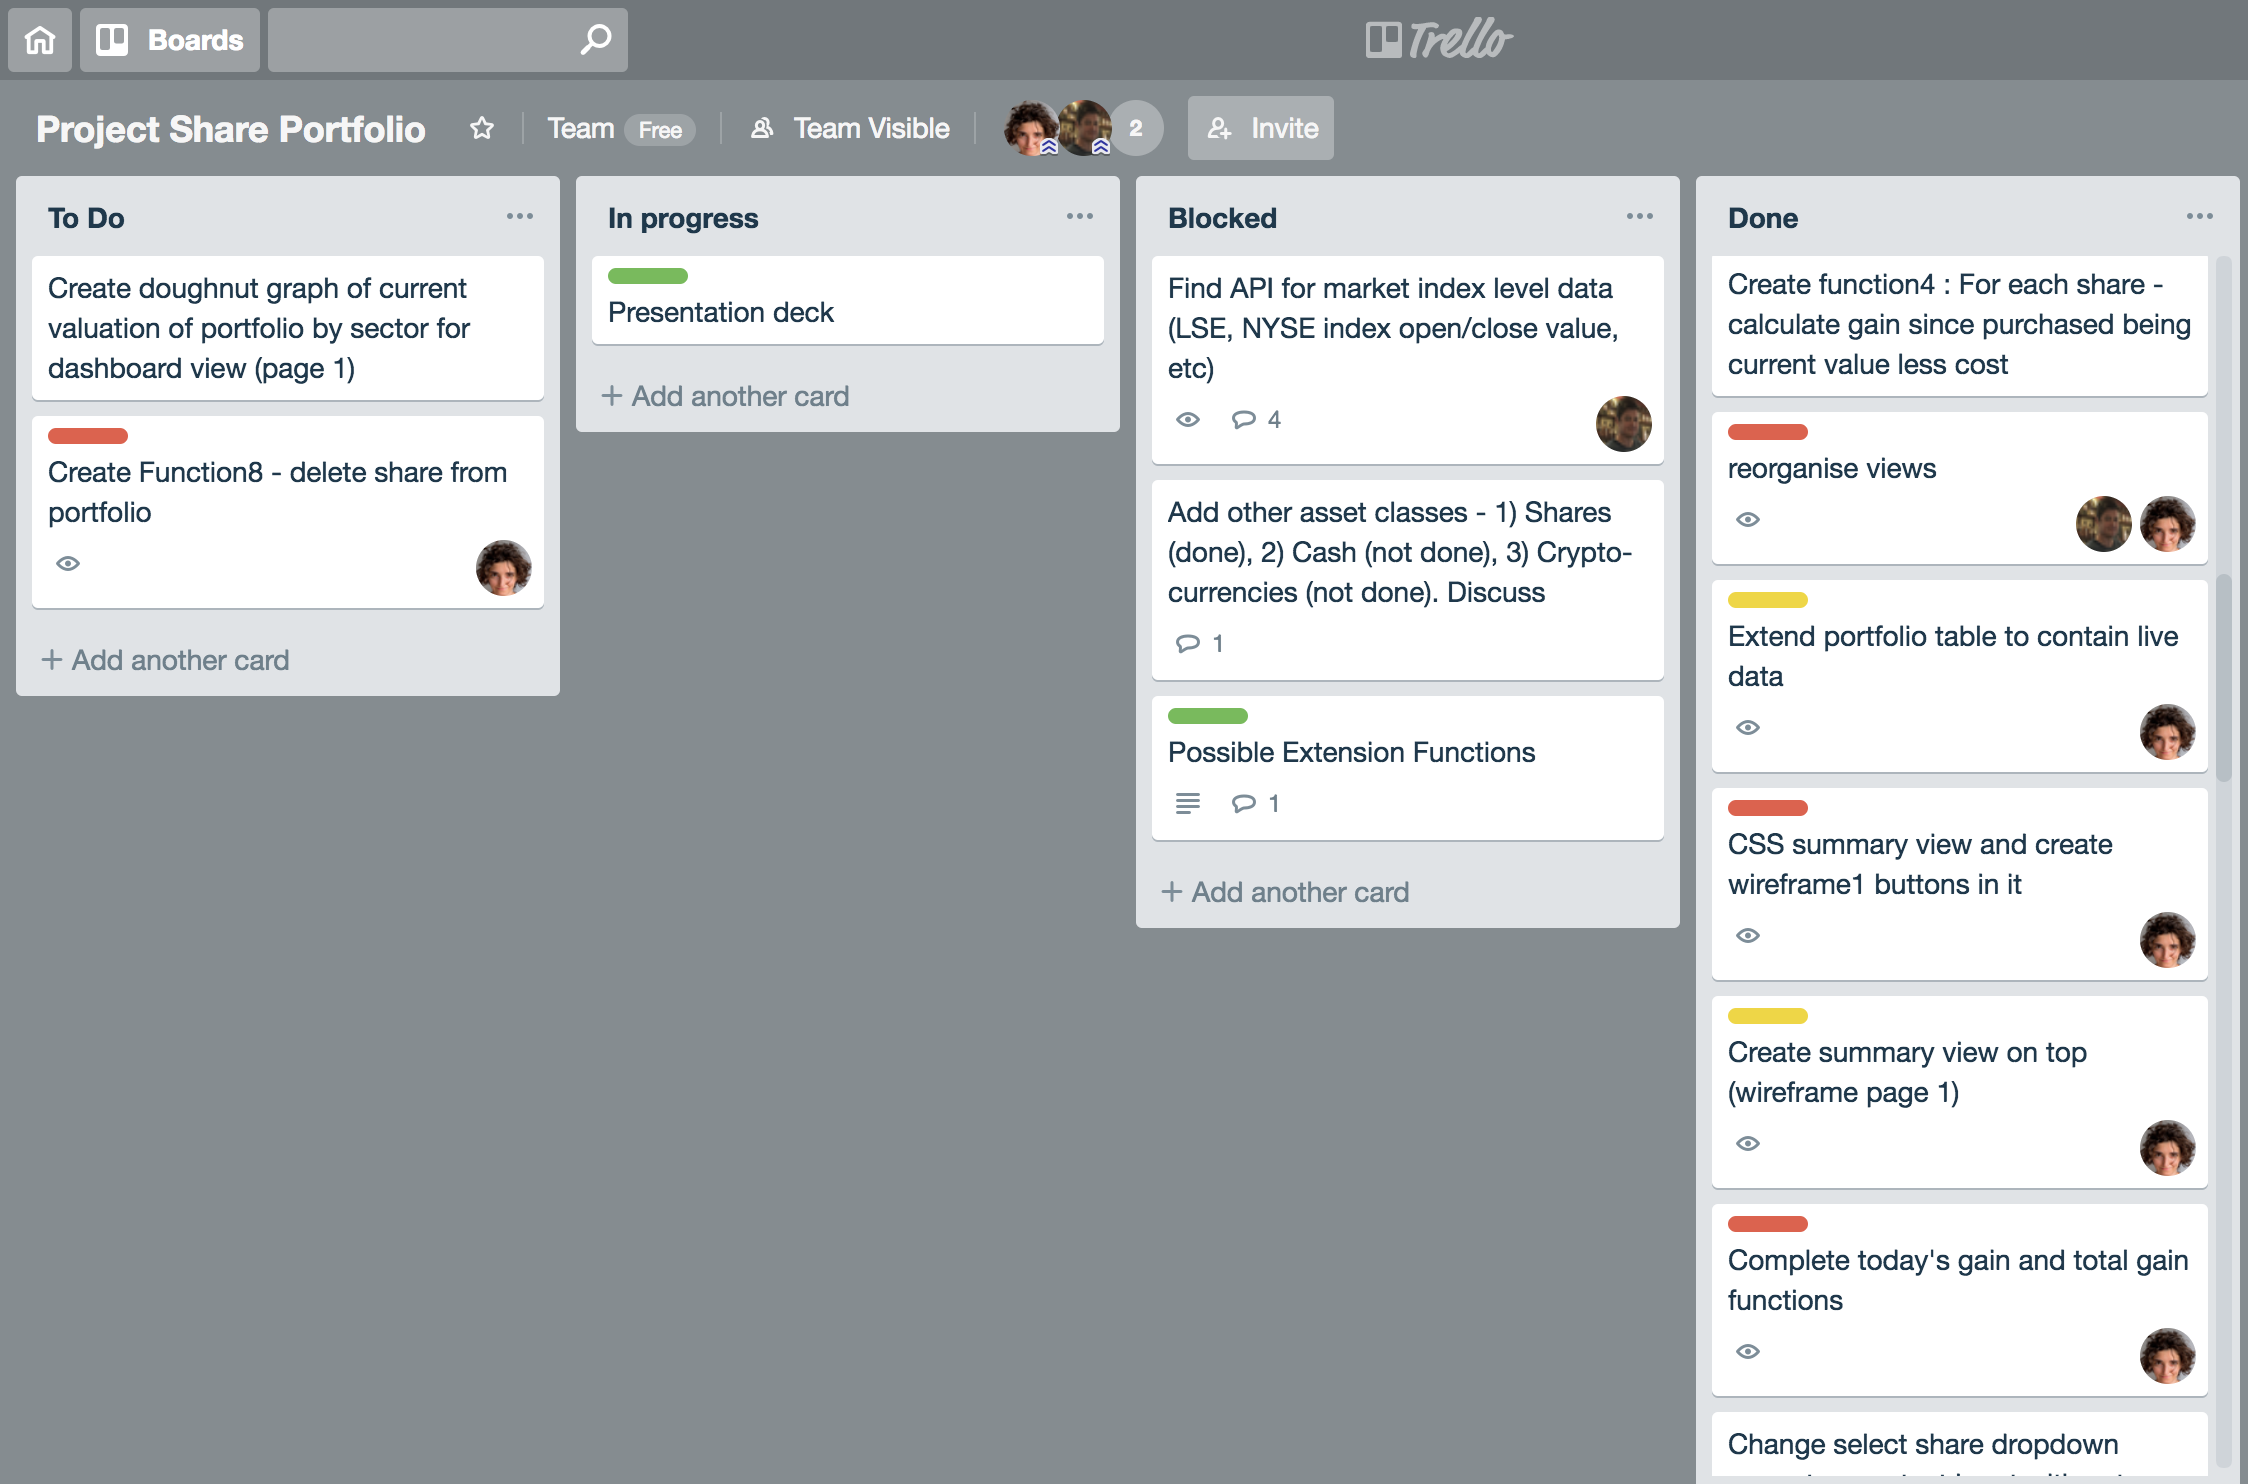 Boards
Trello
Project Share Portfolio
Team Free
Team Visible
2
Invite
To Do
Create doughnut graph of current
valuation of portfolio by sector for
dashboard view (page 1)
Create Function8 - delete share from
portfolio
+ Add another card
In progress
Presentation deck
+ Add another card
Blocked
Find API for market index level data
(LSE, NYSE index open/close value,
etc)
4
Add other asset classes - 1) Shares
(done), 2) Cash (not done), 3) Crypto-
currencies (not done). Discuss
1
Possible Extension Functions
1
+ Add another card
Done
Create function4 : For each share -
calculate gain since purchased being
current value less cost
reorganise views
Extend portfolio table to contain live
data
CSS summary view and create
wireframe1 buttons in it
Create summary view on top
(wireframe page 1)
Complete today's gain and total gain
functions
Change select share dropdown